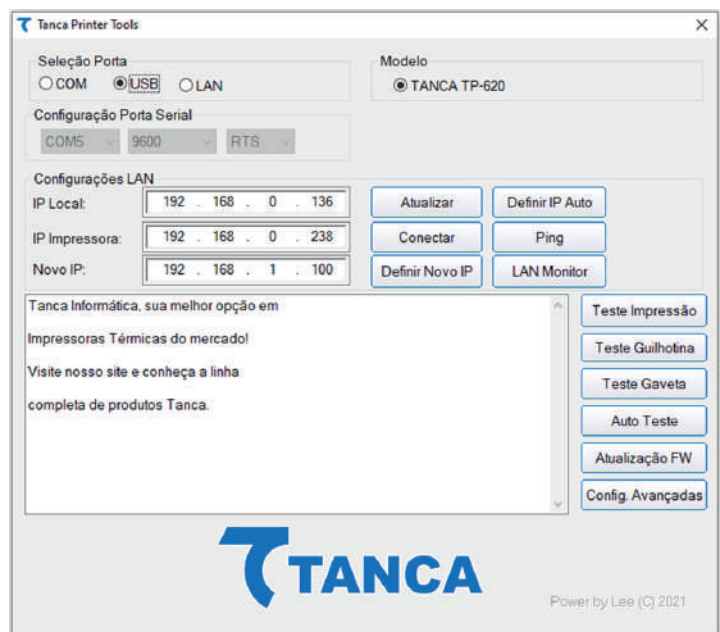 Tanca Printer Tools
Seleção Porta
COM USB LAN
Modelo
TANCA TP-620
Configuração Porta Serial
COM5 9600 RTS
Configurações LAN
IP Local: 192 . 168 . 0 . 136 Atualizar Definir IP Auto
IP Impressora: 192 . 168 . 0 . 238 Conectar Ping
Novo IP: 192 . 168 . 1 . 100 Definir Novo IP LAN Monitor
Tanca Informática, sua melhor opção em
Impressoras Térmicas do mercado!
Visite nosso site e conheça a linha
completa de produtos Tanca.
Teste Impressão
Teste Guilhotina
Teste Gaveta
Auto Teste
Atualização FW
Config. Avançadas
TANCA
Power by Lee (C) 2021